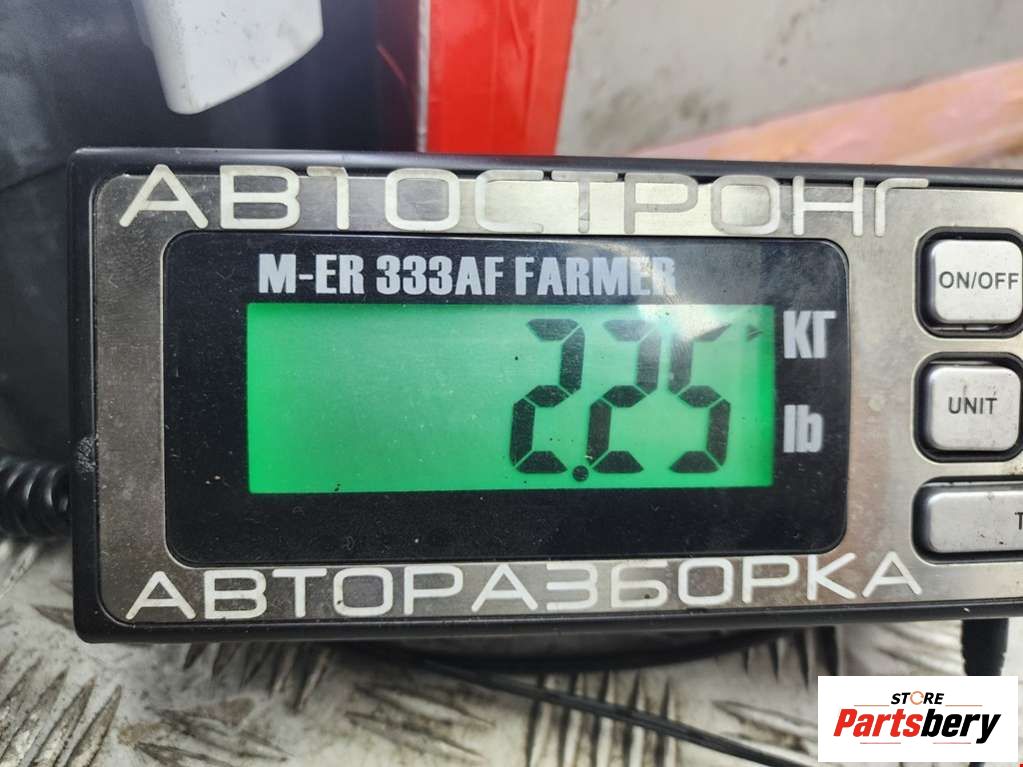 АВТОСТРОНГ
M-ER 333AF FARMER
ON/OFF
2.25 КГ
UNIT
lb
T
АВТОРАЗБОРКА
STORE
Partsbery